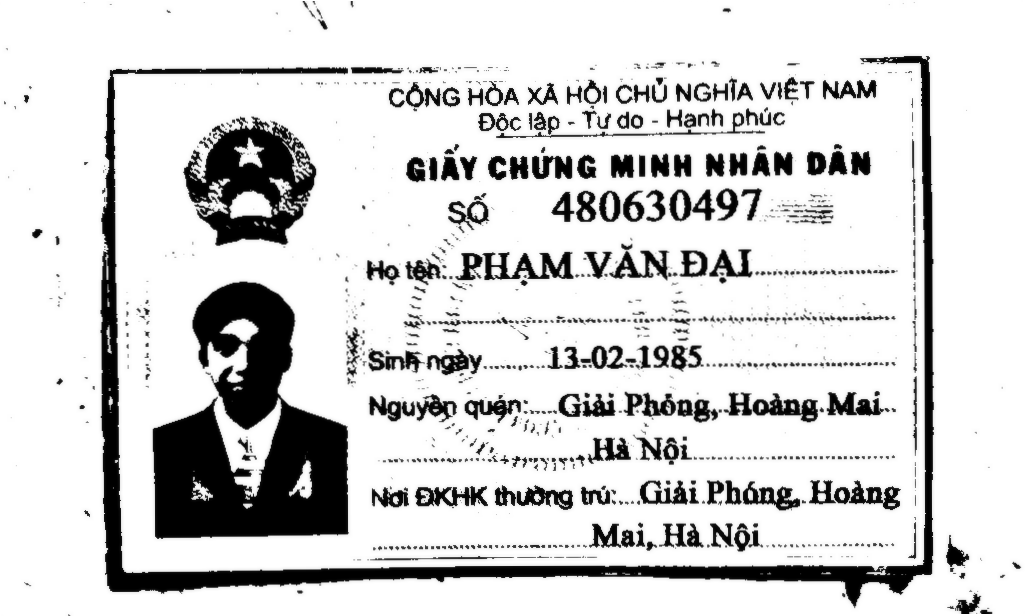 CỘNG HÒA XÃ HỘI CHỦ NGHĨA VIỆT NAM
Độc lập - Tự do - Hạnh phúc
GIẤY CHỨNG MINH NHÂN DÂN
SỐ 480630497
Họ tên: PHẠM VĂN ĐẠI
Sinh ngày 13-02-1985
Nguyên quán: Giải Phóng, Hoàng Mai
Hà Nội
Nơi ĐKHK thường trú: Giải Phóng, Hoàng
Mai, Hà Nội